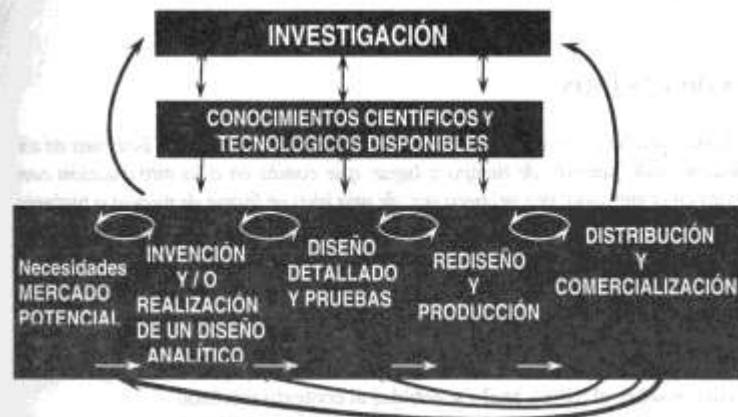 INVESTIGACIÓN
CONOCIMIENTOS CIENTÍFICOS Y
TECNOLOGICOS DISPONIBLES
Necesidades
MERCADO
POTENCIAL
INVENCIÓN
Y / O
REALIZACIÓN
DE UN DISEÑO
ANALÍTICO
DISEÑO
DETALLADO
Y PRUEBAS
REDISEÑO
Y
PRODUCCIÓN
DISTRIBUCIÓN
Y
COMERCIALIZACIÓN